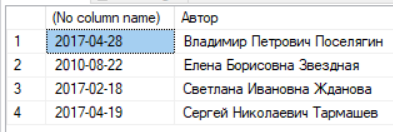 (No column name) Автор
1 2017-04-28 Владимир Петрович Поселягин
2 2010-08-22 Елена Борисовна Звездная
3 2017-02-18 Светлана Ивановна Жданова
4 2017-04-19 Сергей Николаевич Тармашев